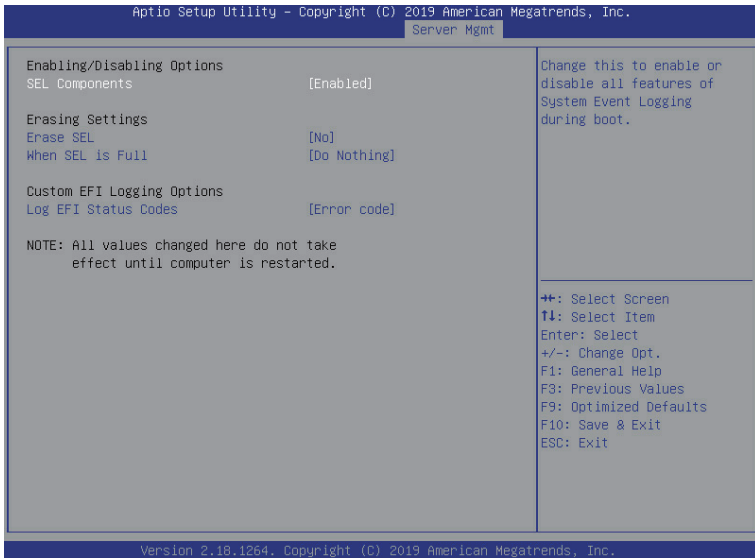 Aptio Setup Utility – Copyright (C) 2019 American Megatrends, Inc.
Server Mgmt
Enabling/Disabling Options
SEL Components [Enabled]
Erasing Settings
Erase SEL [No]
When SEL is Full [Do Nothing]
Custom EFI Logging Options
Log EFI Status Codes [Error code]
NOTE: All values changed here do not take
effect until computer is restarted.
Change this to enable or
disable all features of
System Event Logging
during boot.
→←: Select Screen
↑↓: Select Item
Enter: Select
+/-: Change Opt.
F1: General Help
F3: Previous Values
F9: Optimized Defaults
F10: Save & Exit
ESC: Exit
Version 2.18.1264. Copyright (C) 2019 American Megatrends, Inc.